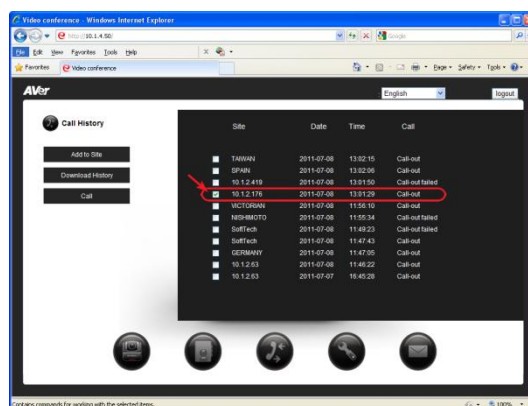 Video conference - Windows Internet Explorer
http://10.1.4.50/
Google
File Edit View Favorites Tools Help
Favorites Video conference
Page Safety Tools
AVer English logout
Call History
Add to Site
Download History
Call
Site Date Time Call
TAIWAN 2011-07-08 13:02:15 Call-out
SPAIN 2011-07-08 13:02:06 Call-out
10.1.2.419 2011-07-08 13:01:50 Call-out failed
10.1.2.176 2011-07-08 13:01:29 Call-out
VICTORIAN 2011-07-08 11:56:10 Call-out
NISHIMOTO 2011-07-08 11:55:34 Call-out failed
SoftTech 2011-07-08 11:49:23 Call-out failed
SoftTech 2011-07-08 11:47:43 Call-out
GERMANY 2011-07-08 11:47:05 Call-out
10.1.2.63 2011-07-08 11:46:22 Call-out
10.1.2.63 2011-07-07 16:45:28 Call-out
Contains commands for working with the selected items.
100%